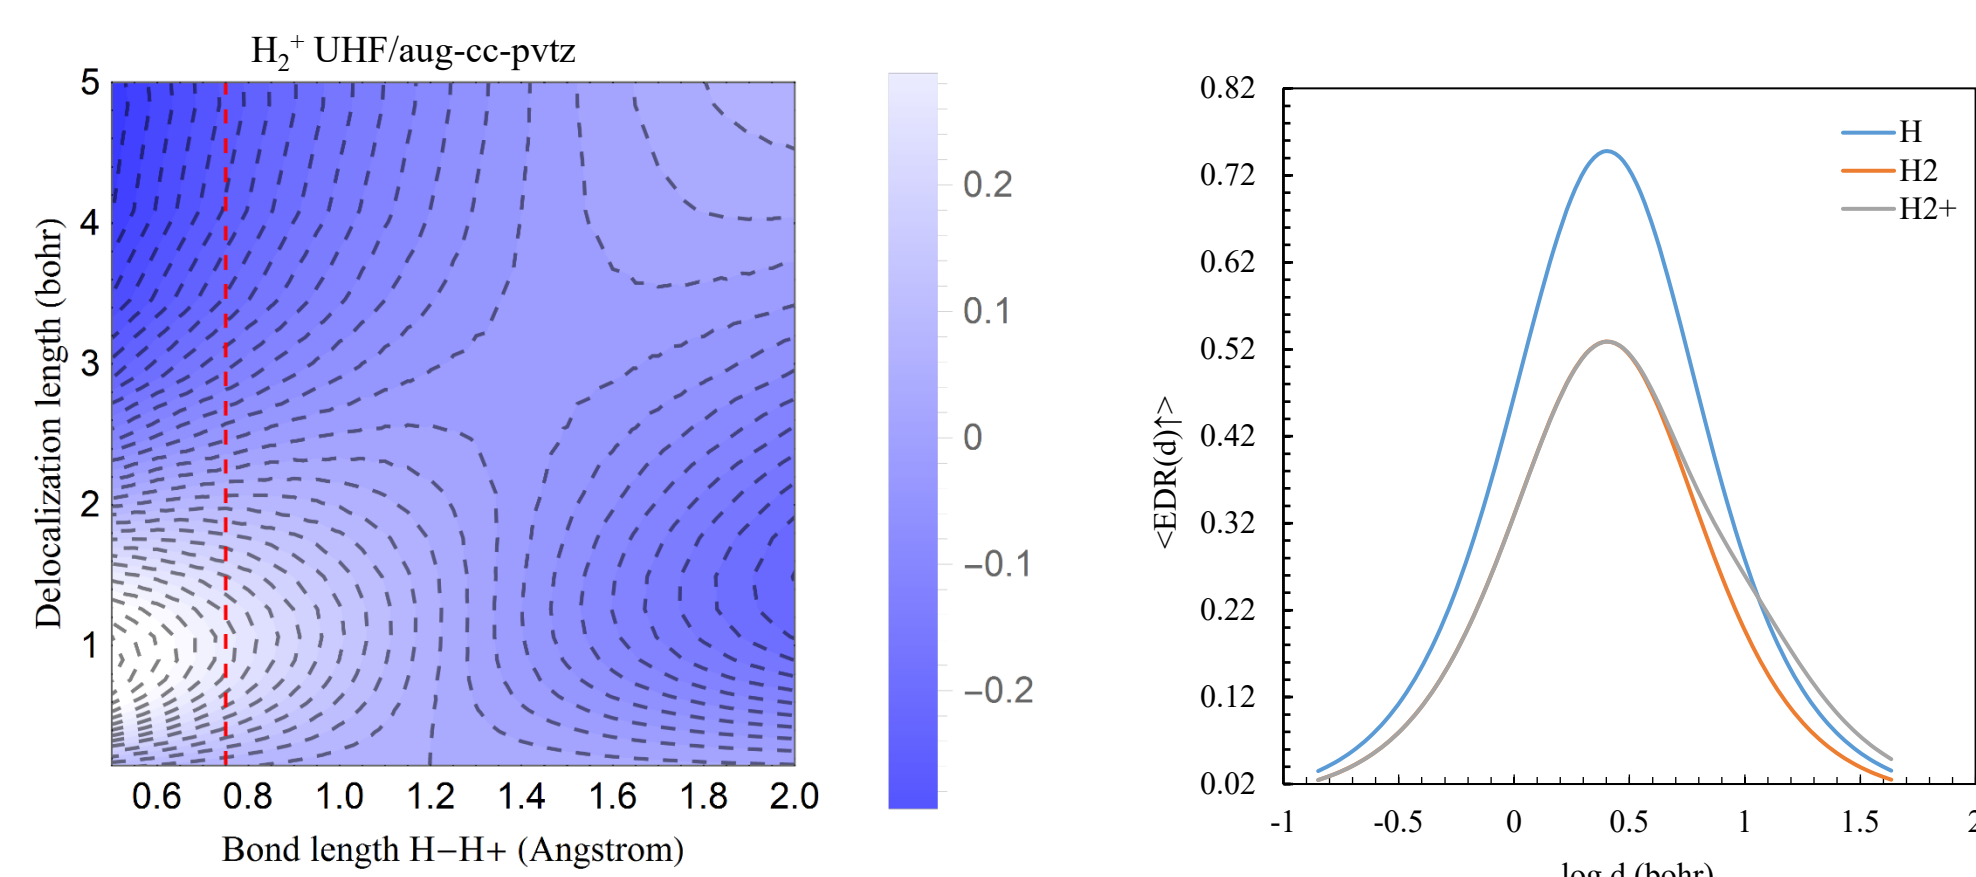 H₂⁺ UHF/aug-cc-pvtz
Delocalization length (bohr)
5
4
3
2
1
0.6 0.8 1.0 1.2 1.4 1.6 1.8 2.0
Bond length H−H+ (Angstrom)
0.2
0.1
0
−0.1
−0.2
<EDR(d)↑>
0.82
0.72
0.62
0.52
0.42
0.32
0.22
0.12
0.02
H
H2
H2+
-1 -0.5 0 0.5 1 1.5 2
log d (bohr)